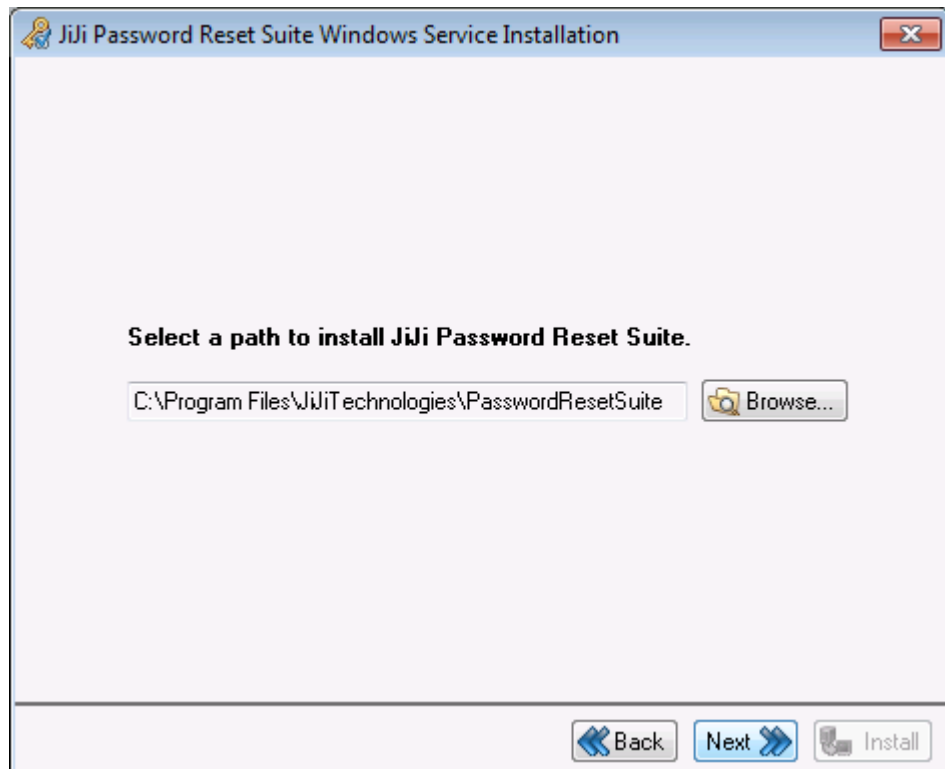 JiJi Password Reset Suite Windows Service Installation
Select a path to install JiJi Password Reset Suite.
C:\Program Files\JiJiTechnologies\PasswordResetSuite Browse...
Back Next Install